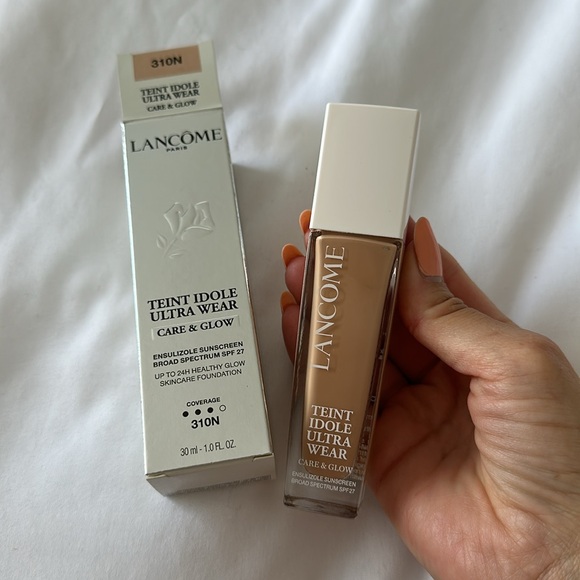 310N
TEINT IDOLE
ULTRA WEAR
CARE & GLOW
LANCÔME
PARIS
TEINT IDOLE
ULTRA WEAR
CARE & GLOW
ENSULIZOLE SUNSCREEN
BROAD SPECTRUM SPF 27
UP TO 24H HEALTHY GLOW
SKINCARE FOUNDATION
COVERAGE
310N
30 ml - 1.0 FL. OZ.
LANCÔME
TEINT
IDOLE
ULTRA
WEAR
CARE & GLOW
ENSULIZOLE SUNSCREEN
BROAD SPECTRUM SPF 27